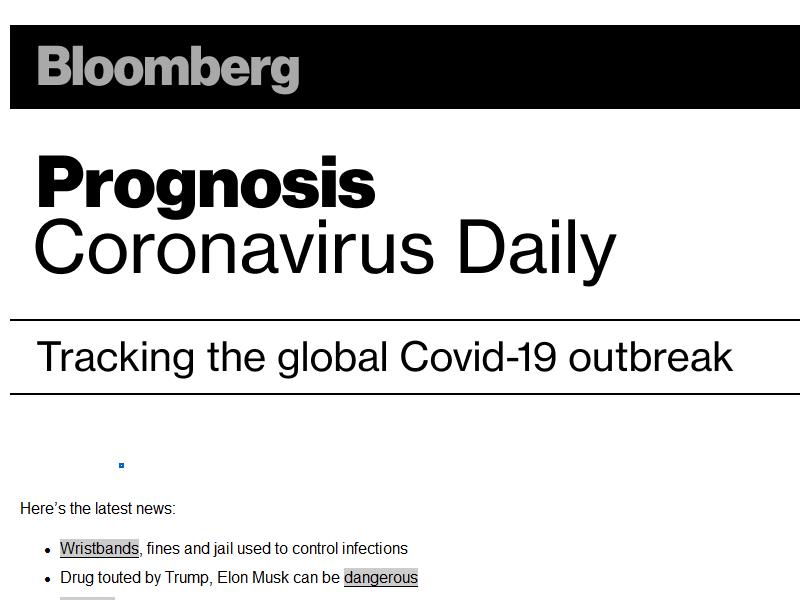 Bloomberg
Prognosis
Coronavirus Daily
Tracking the global Covid-19 outbreak
Here’s the latest news:
• Wristbands, fines and jail used to control infections
• Drug touted by Trump, Elon Musk can be dangerous